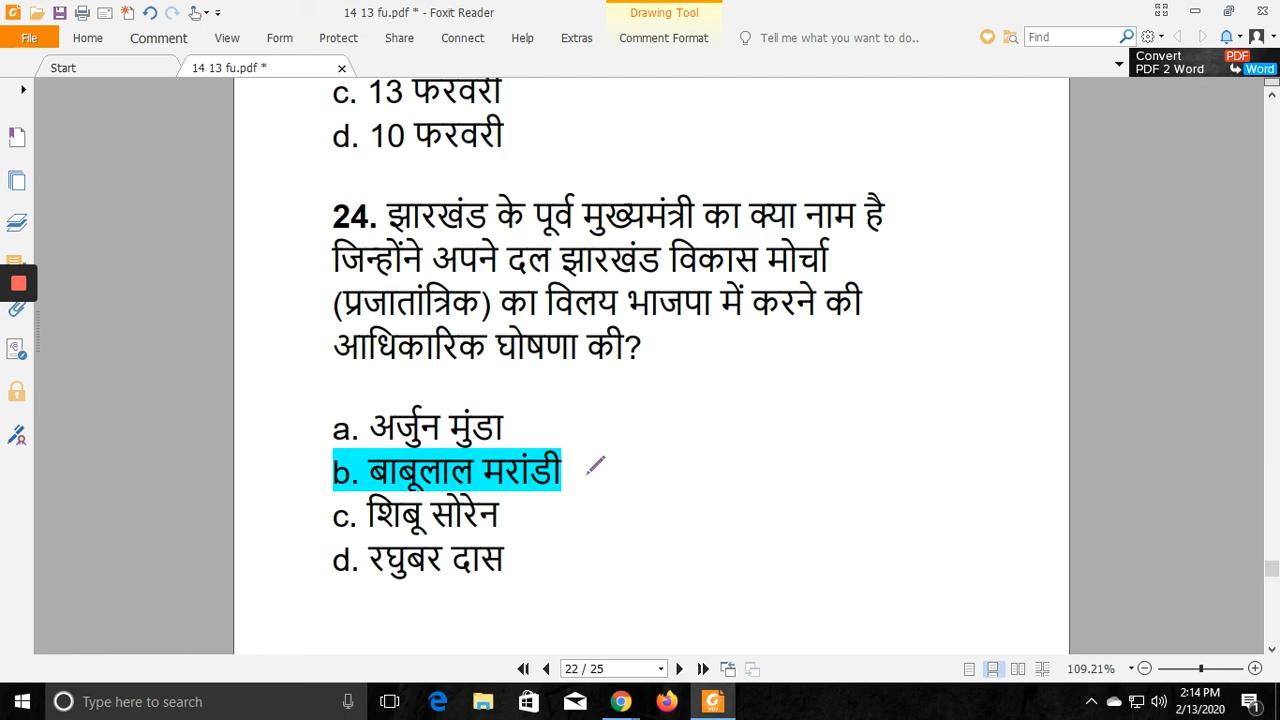 14 13 fu.pdf * - Foxit Reader
Drawing Tool
File
Home
Comment
View
Form
Protect
Share
Connect
Help
Extras
Comment Format
Tell me what you want to do..
Find
Start
14 13 fu.pdf *
Convert PDF
PDF 2 Word Word
c. 13 फरवरी
d. 10 फरवरी
24. झारखंड के पूर्व मुख्यमंत्री का क्या नाम है
जिन्होंने अपने दल झारखंड विकास मोर्चा
(प्रजातांत्रिक) का विलय भाजपा में करने की
आधिकारिक घोषणा की?
a. अर्जुन मुंडा
b. बाबूलाल मरांडी
c. शिबू सोरेन
d. रघुबर दास
22 / 25
109.21%
Type here to search
2:14 PM
2/13/2020
1